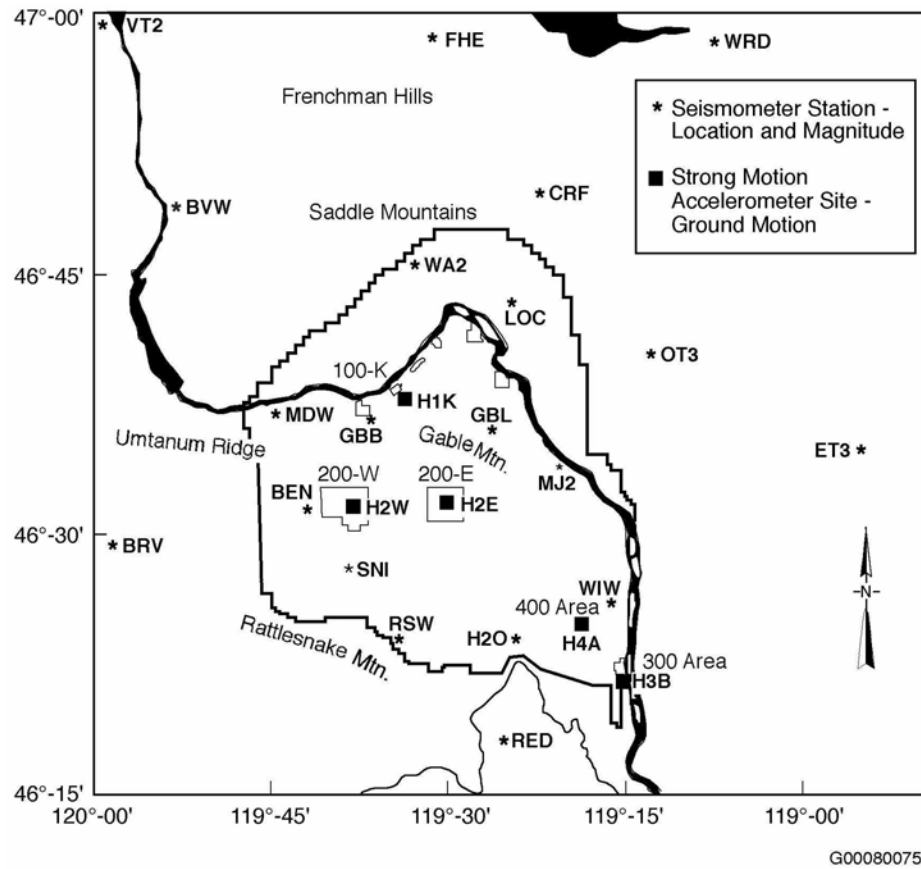 47°-00'
VT2
FHE
WRD
Frenchman Hills
* Seismometer Station -
Location and Magnitude
■ Strong Motion
Accelerometer Site -
Ground Motion
BVW
CRF
Saddle Mountains
46°-45'
WA2
LOC
OT3
100-K
H1K
MDW
GBB
GBL
Gable Mtn.
Umtanum Ridge
ET3
200-W
200-E
MJ2
BEN
H2W
H2E
46°-30'
BRV
SNI
-N-
WIW
400 Area
RSW
H2O
H4A
Rattlesnake Mtn.
300 Area
H3B
RED
46°-15'
120°-00' 119°-45' 119°-30' 119°-15' 119°-00'
G00080075